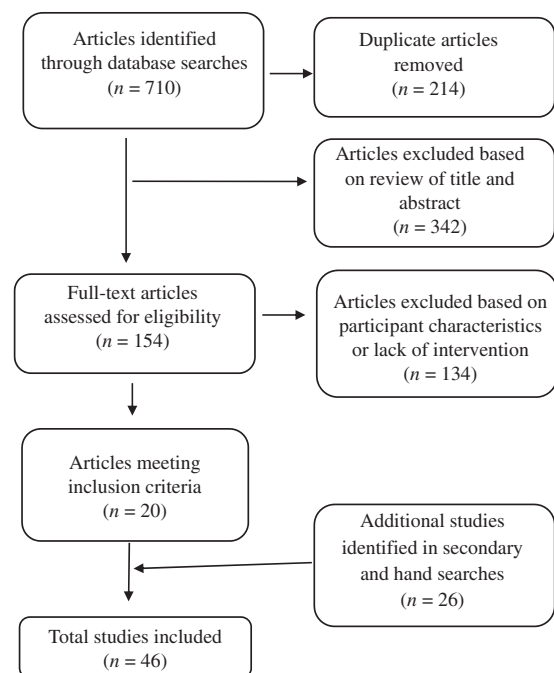 Articles identified
through database searches
(n = 710)
Duplicate articles
removed
(n = 214)
Articles excluded based
on review of title and
abstract
(n = 342)
Full-text articles
assessed for eligibility
(n = 154)
Articles excluded based on
participant characteristics
or lack of intervention
(n = 134)
Articles meeting
inclusion criteria
(n = 20)
Additional studies
identified in secondary
and hand searches
(n = 26)
Total studies included
(n = 46)